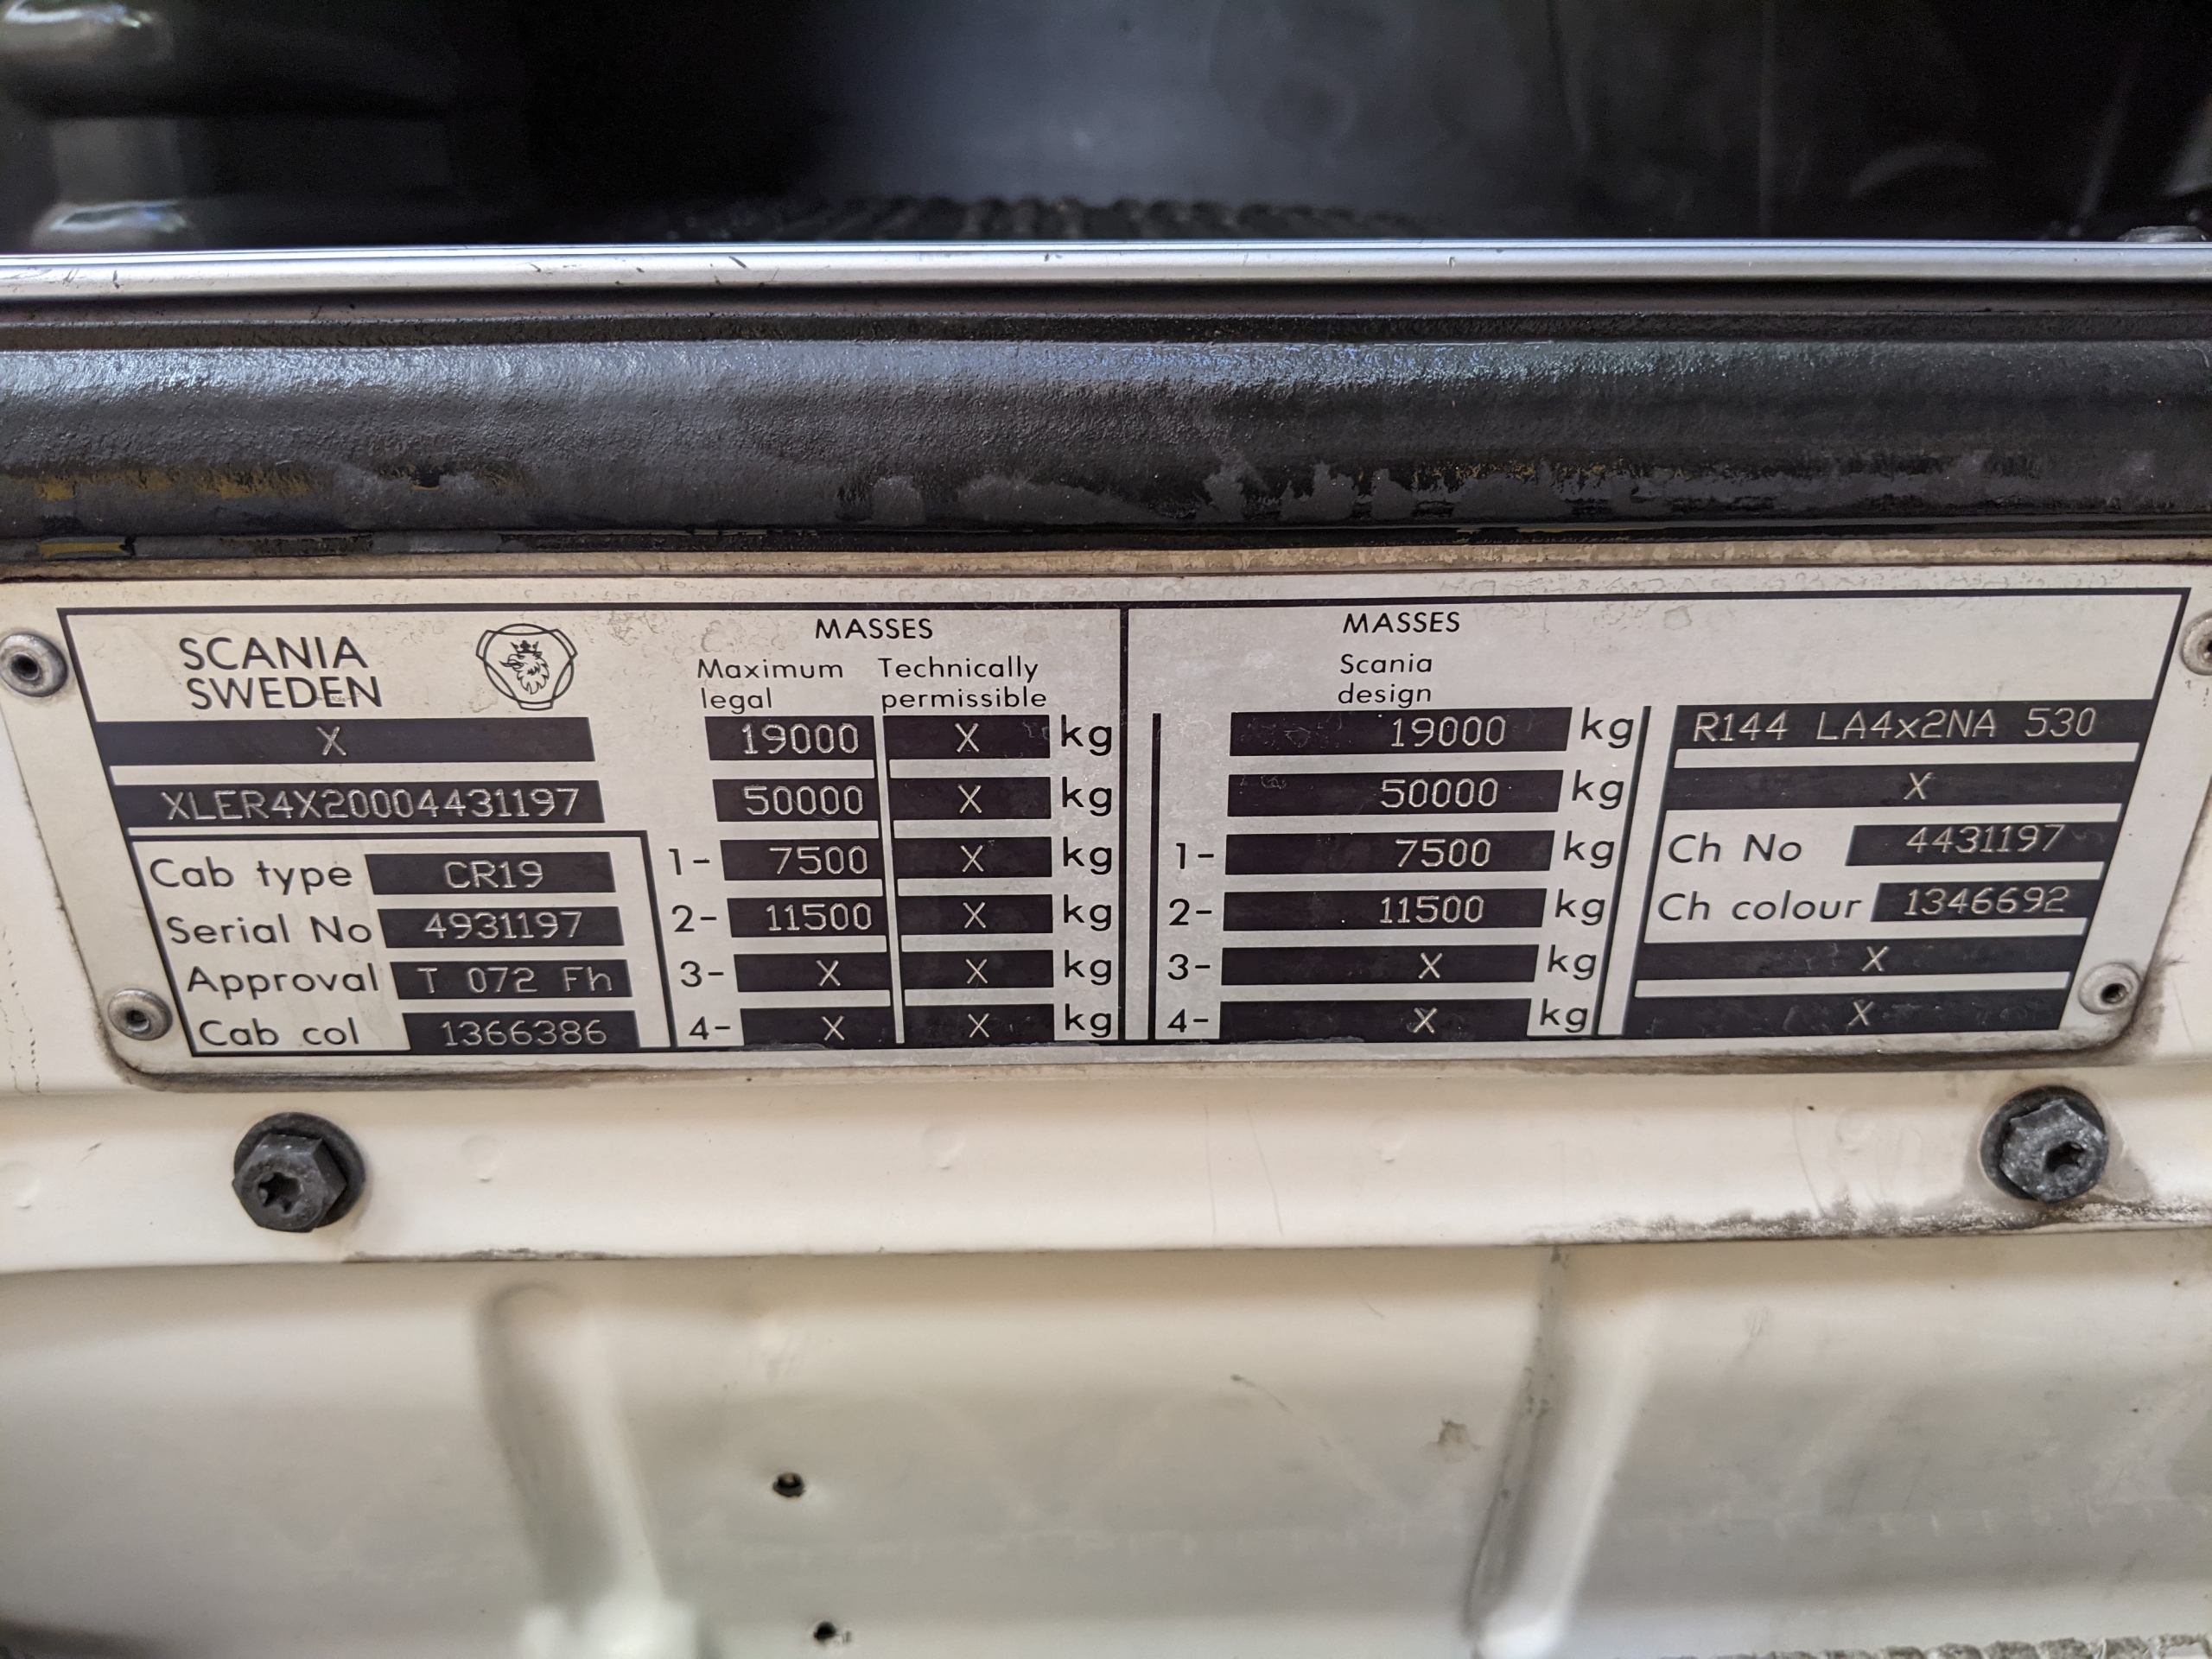 SCANIA
SWEDEN
X
XLER4X20004431197
Cab type CR19
Serial No 4931197
Approval T 072 Fh
Cab col 1366386
MASSES
Maximum legal Technically permissible
19000 X kg
50000 X kg
1- 7500 X kg
2- 11500 X kg
3- X X kg
4- X X kg
MASSES
Scania
design
19000 kg
50000 kg
1- 7500 kg
2- 11500 kg
3- X kg
4- X kg
R144 LA4x2NA 530
X
Ch No 4431197
Ch colour 1346692
X
X